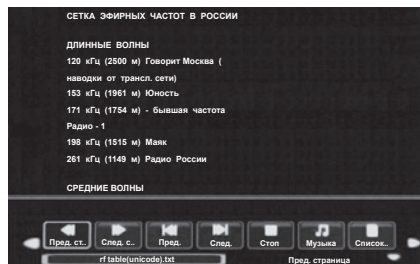 СЕТКА ЭФИРНЫХ ЧАСТОТ В РОССИИ
ДЛИННЫЕ ВОЛНЫ
120 кГц (2500 м) Говорит Москва (
наводки от трансл. сети)
153 кГц (1961 м) Юность
171 кГц (1754 м) - бывшая частота
Радио - 1
198 кГц (1515 м) Маяк
261 кГц (1149 м) Радио России
СРЕДНИЕ ВОЛНЫ
Пред. ст.. След. с.. Пред. След. Стоп Музыка Список..
rf table(unicode).txt Пред. страница